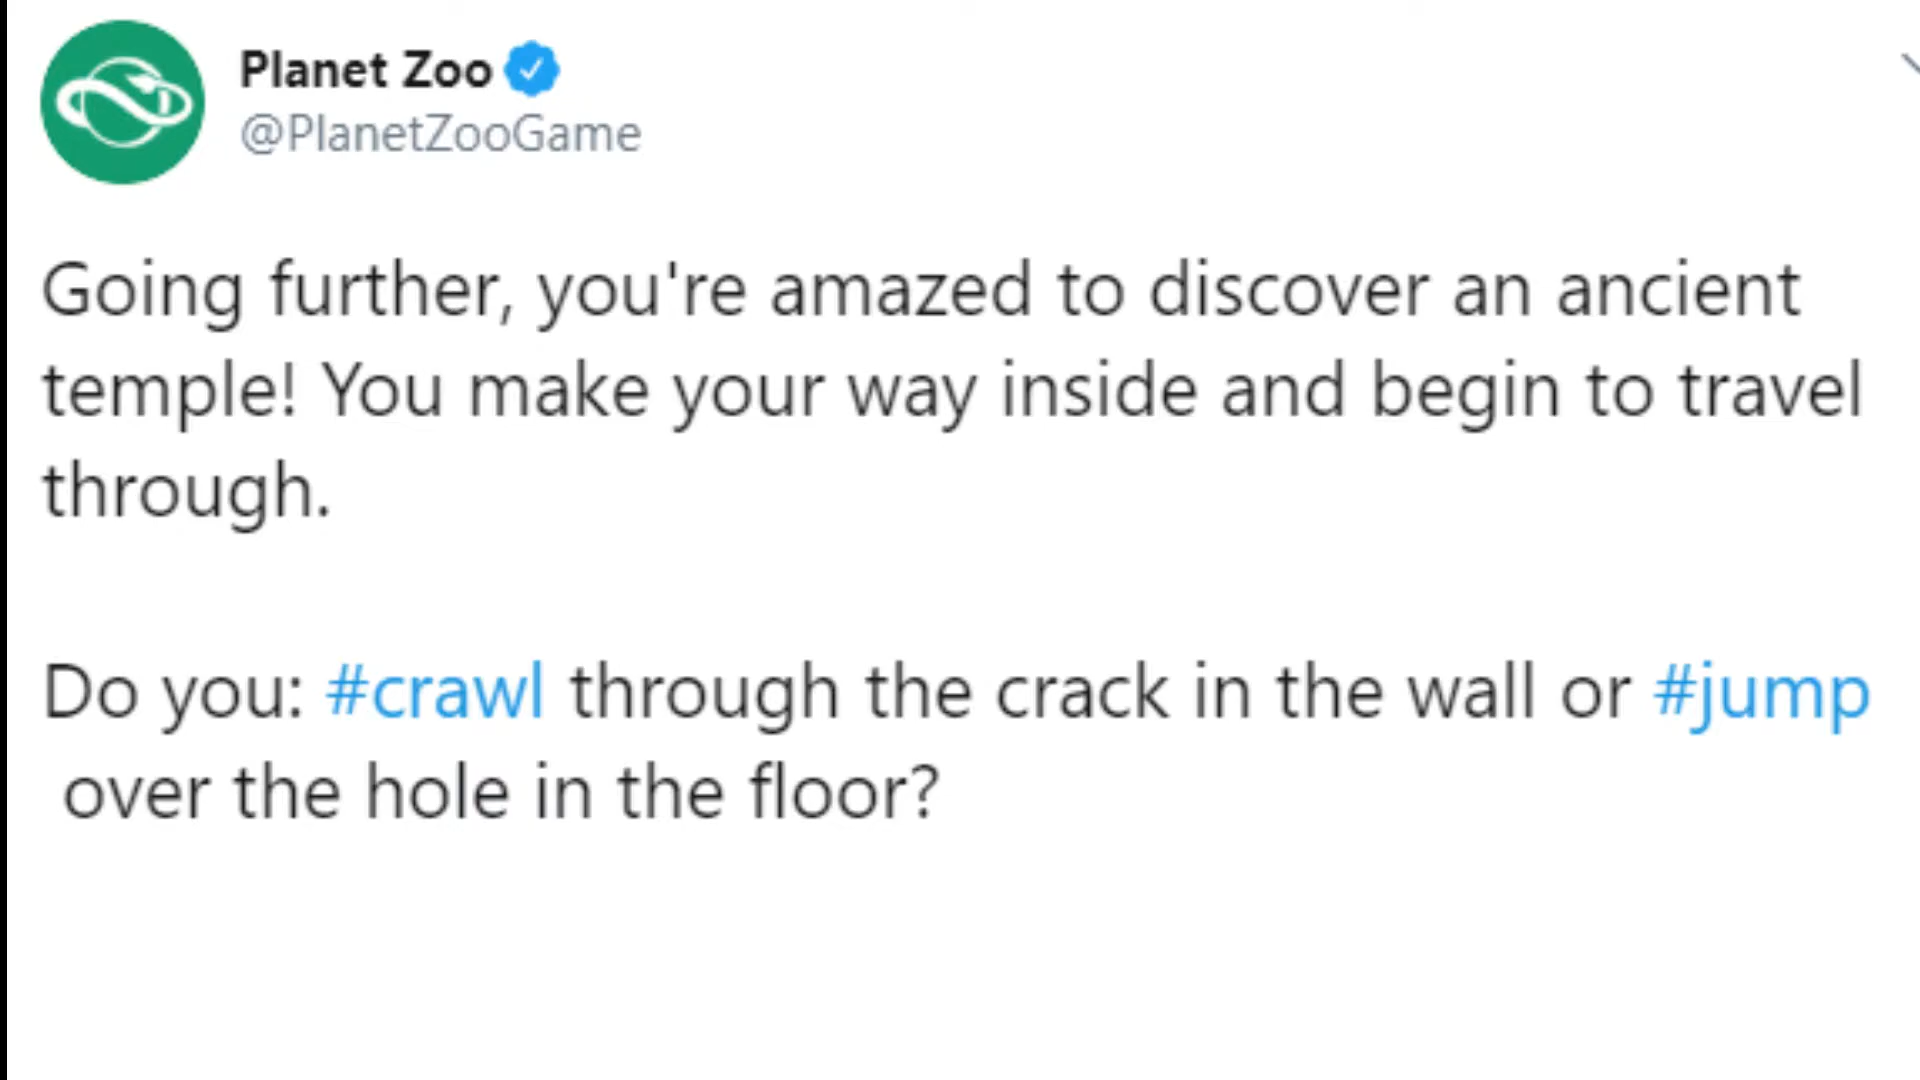 Planet Zoo
@PlanetZooGame
Going further, you're amazed to discover an ancient
temple! You make your way inside and begin to travel
through.
Do you: #crawl through the crack in the wall or #jump
over the hole in the floor?